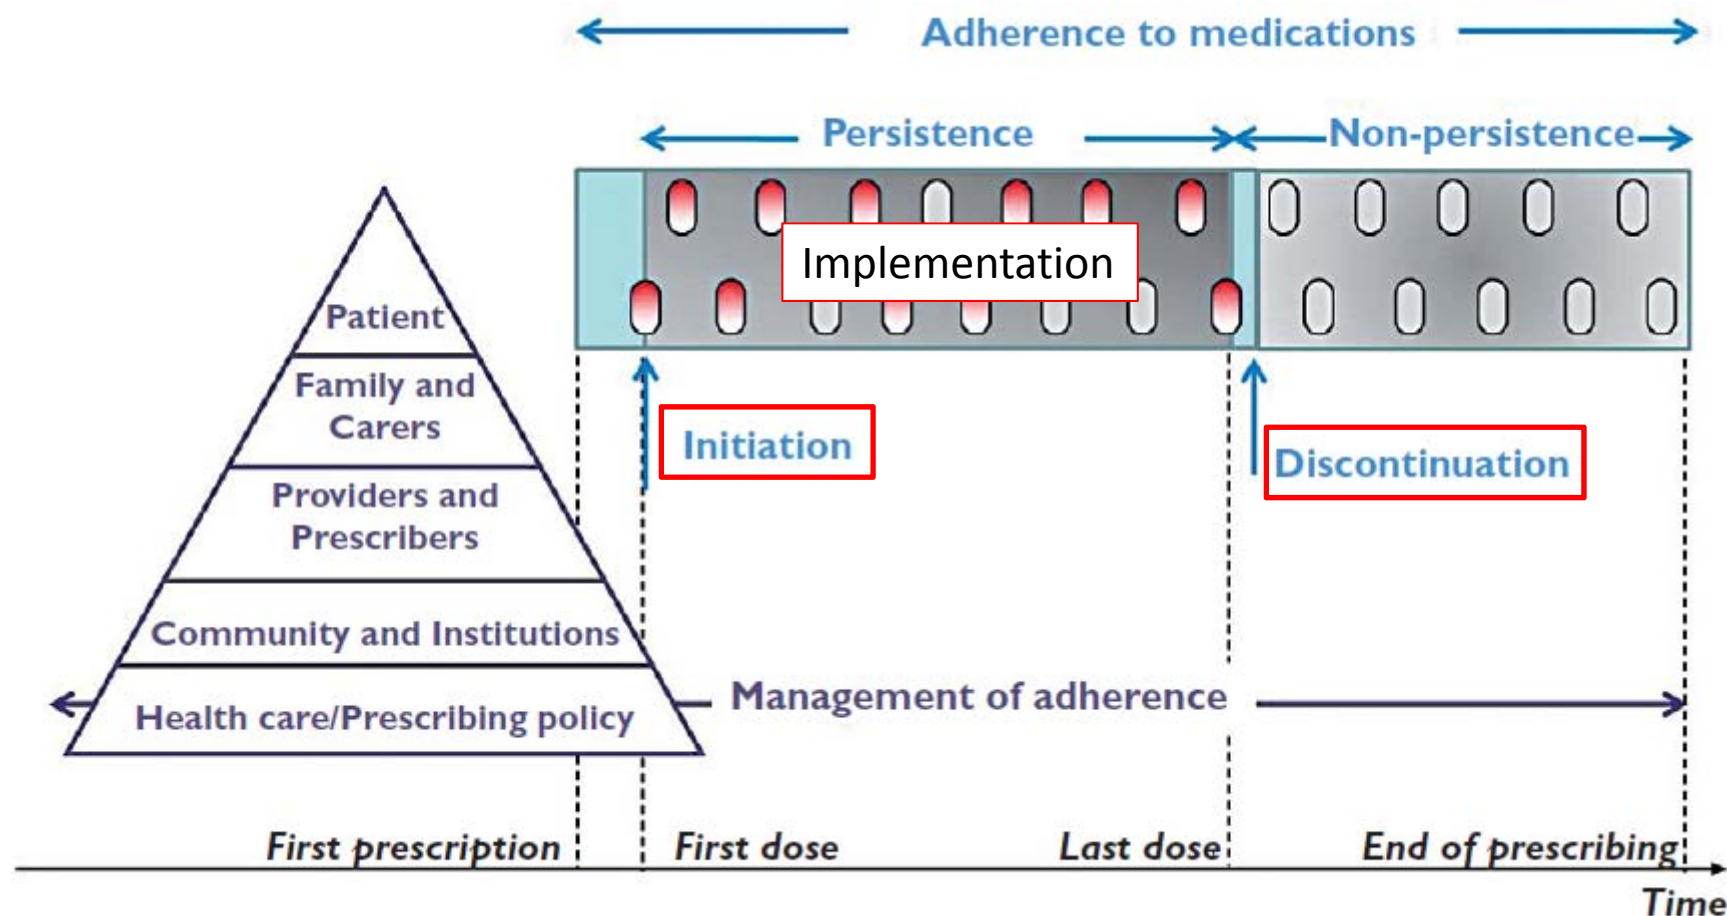 Adherence to medications
Persistence
Non-persistence
Implementation
Patient
Family and
Carers
Initiation
Discontinuation
Providers and
Prescribers
Community and Institutions
Management of adherence
Health care/Prescribing policy
First prescription
First dose
Last dose
End of prescribing
Time